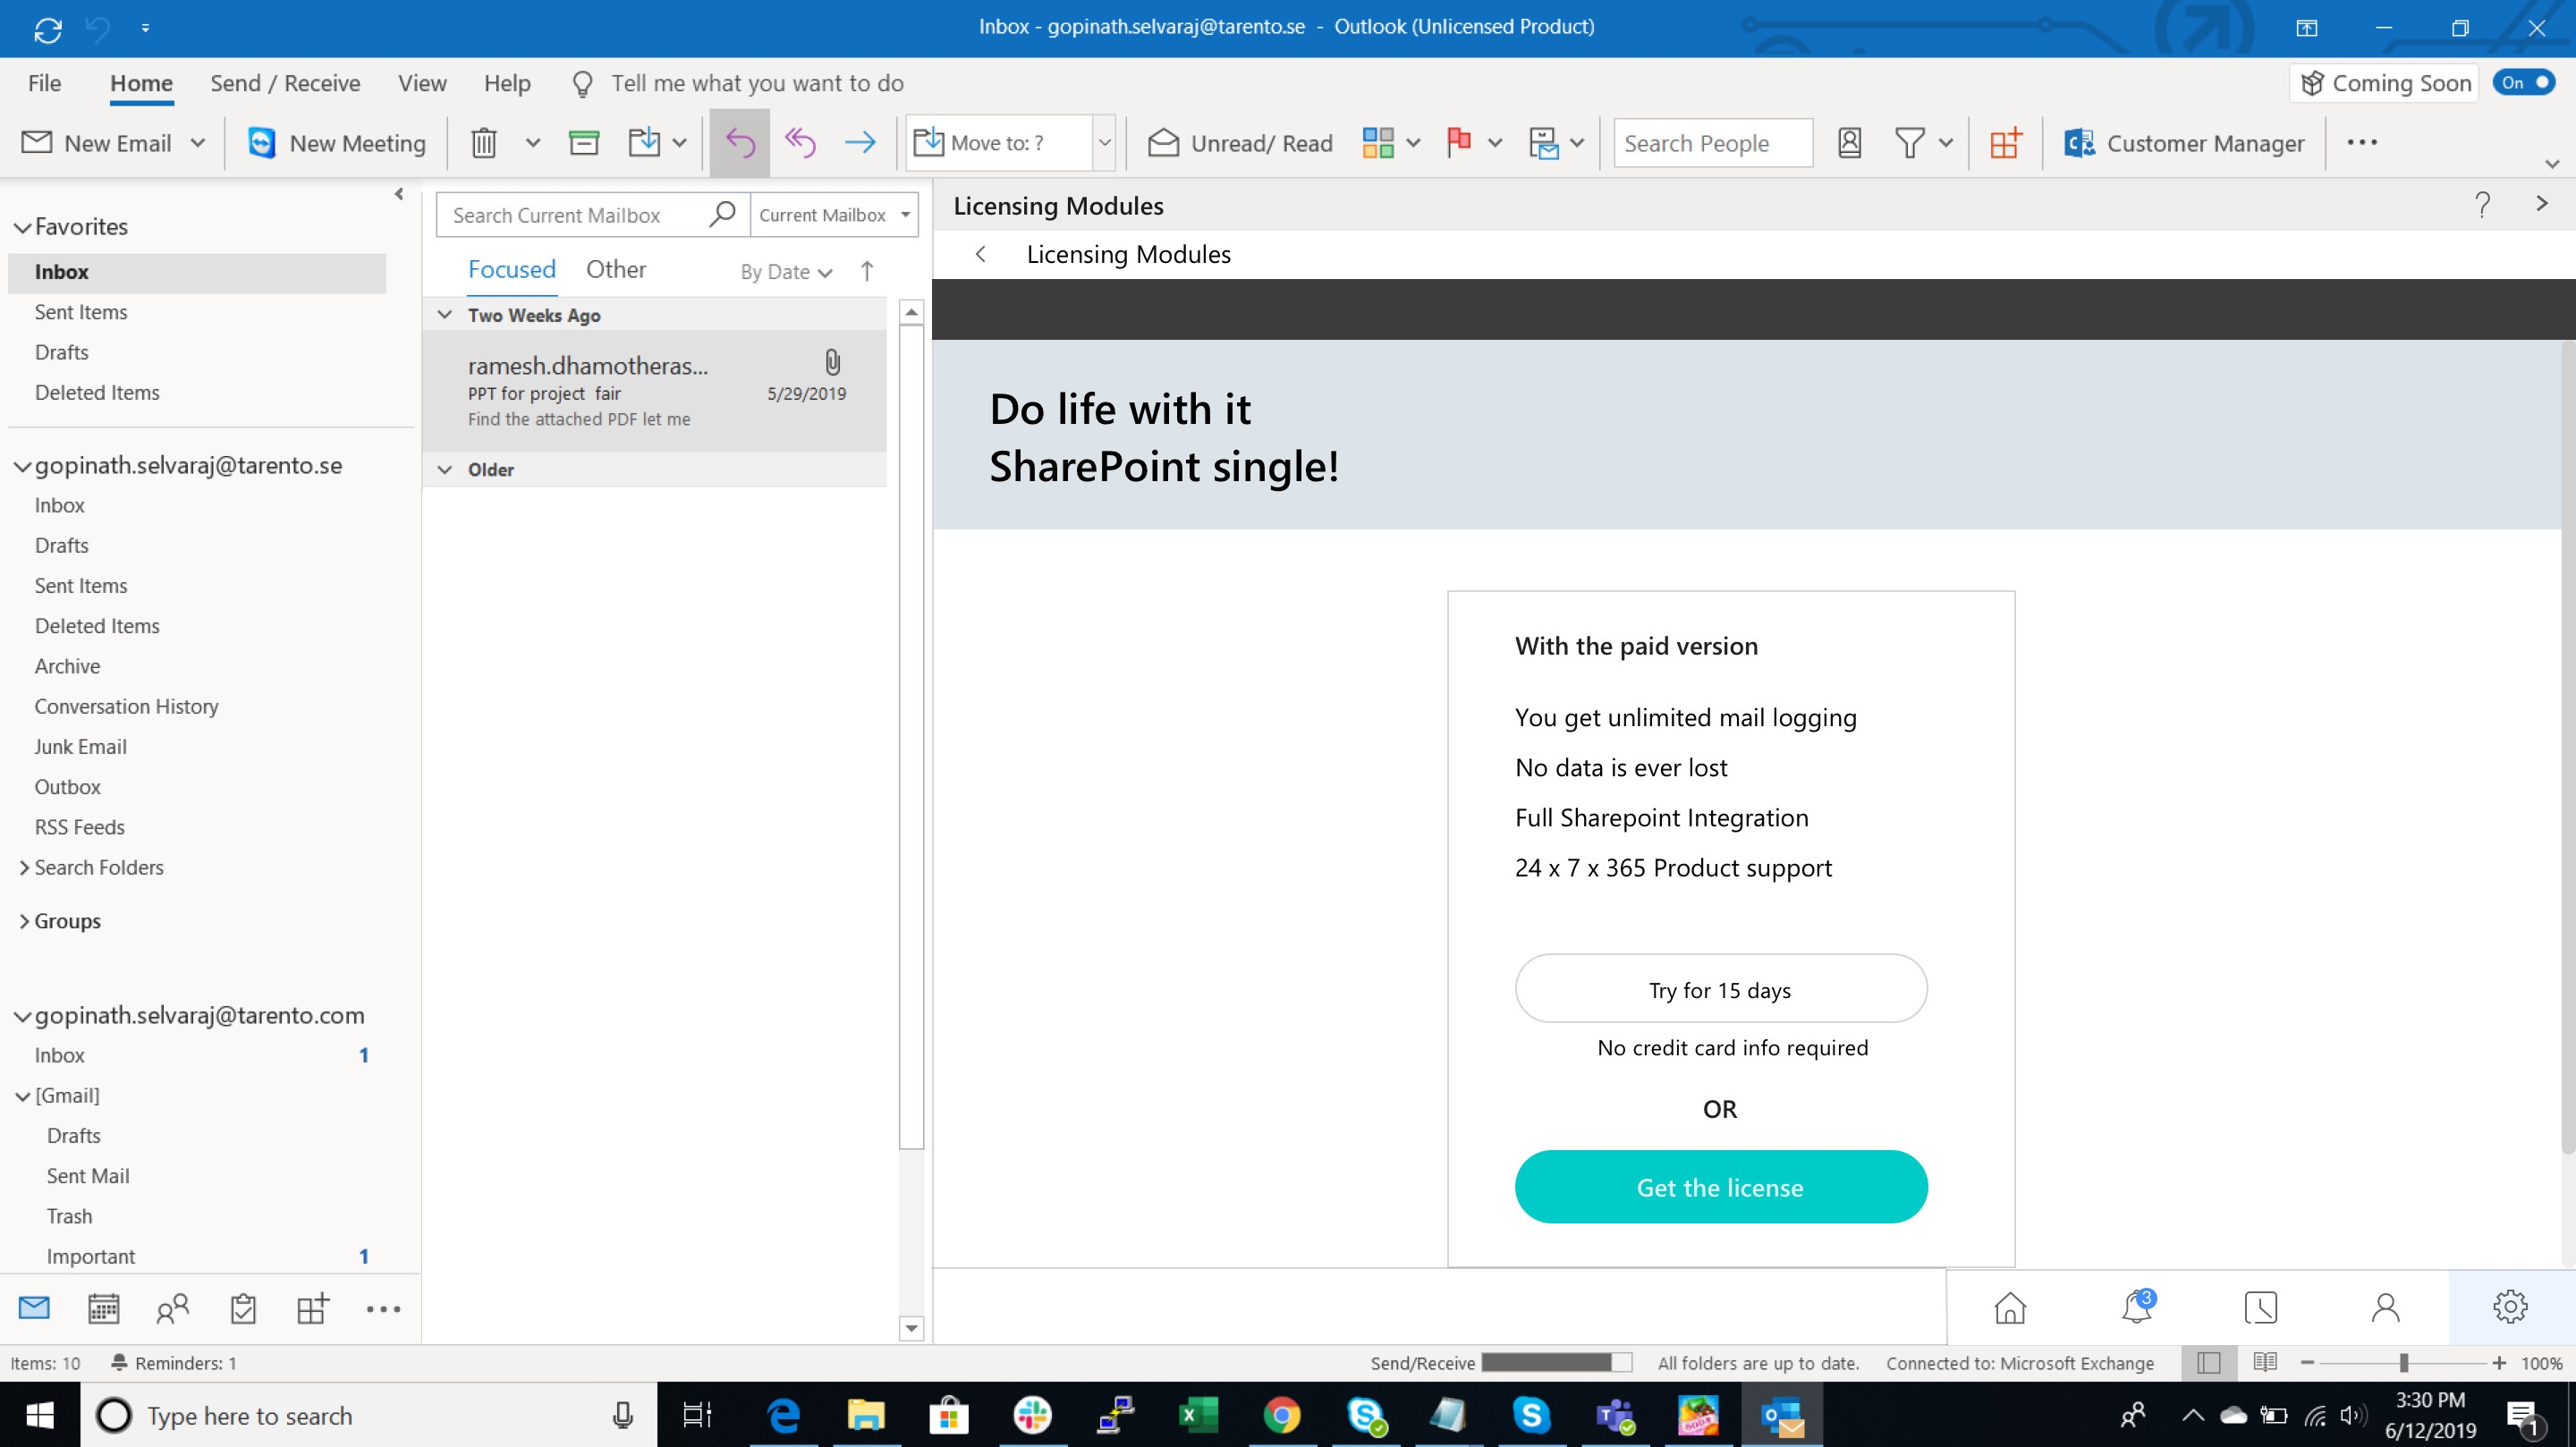 Inbox - gopinath.selvaraj@tarento.se - Outlook (Unlicensed Product)
File Home Send / Receive View Help Tell me what you want to do Coming Soon On
New Email New Meeting Move to: ? Unread/ Read Search People Customer Manager
Favorites
Inbox
Sent Items
Drafts
Deleted Items
gopinath.selvaraj@tarento.se
Inbox
Drafts
Sent Items
Deleted Items
Archive
Conversation History
Junk Email
Outbox
RSS Feeds
Search Folders
Groups
gopinath.selvaraj@tarento.com
Inbox 1
[Gmail]
Drafts
Sent Mail
Trash
Important 1
Search Current Mailbox Current Mailbox
Focused Other By Date
Two Weeks Ago
ramesh.dhamotheras...
PPT for project fair 5/29/2019
Find the attached PDF let me
Older
Licensing Modules
Licensing Modules
Do life with it
SharePoint single!
With the paid version
You get unlimited mail logging
No data is ever lost
Full Sharepoint Integration
24 x 7 x 365 Product support
Try for 15 days
No credit card info required
OR
Get the license
3
Items: 10 Reminders: 1 Send/Receive All folders are up to date. Connected to: Microsoft Exchange 100%
Type here to search
3:30 PM
6/12/2019
1